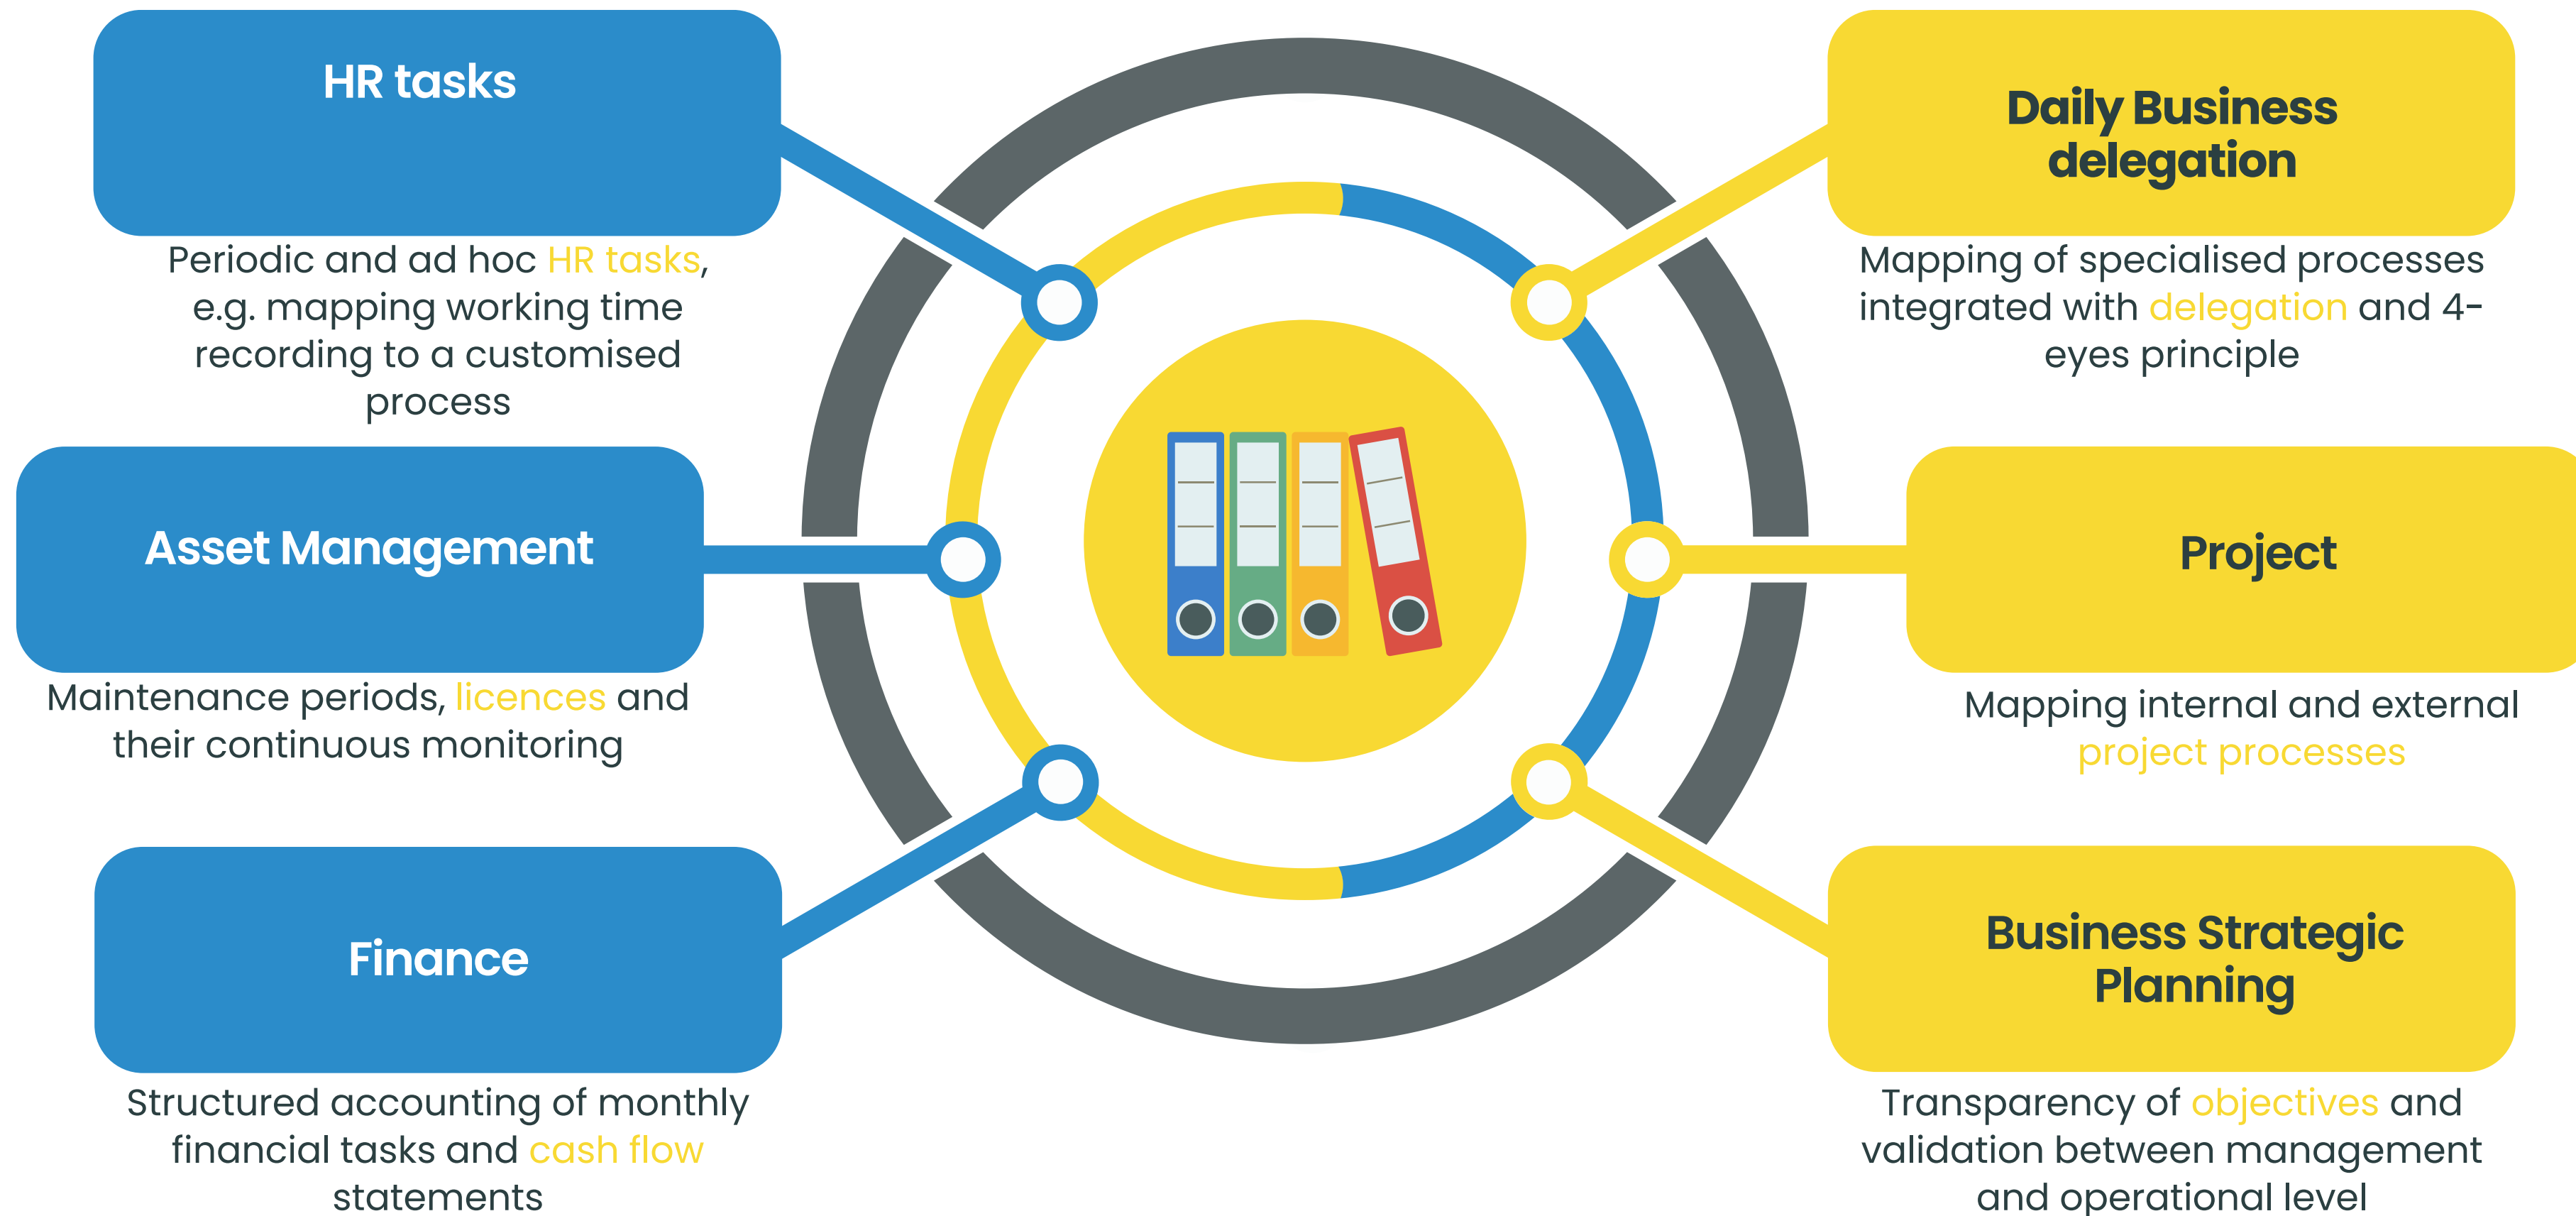 HR tasks
Periodic and ad hoc HR tasks,
e.g. mapping working time
recording to a customised
process
Asset Management
Maintenance periods, licences and
their continuous monitoring
Finance
Structured accounting of monthly
financial tasks and cash flow
statements
Daily Business
delegation
Mapping of specialised processes
integrated with delegation and 4-
eyes principle
Project
Mapping internal and external
project processes
Business Strategic
Planning
Transparency of objectives and
validation between management
and operational level